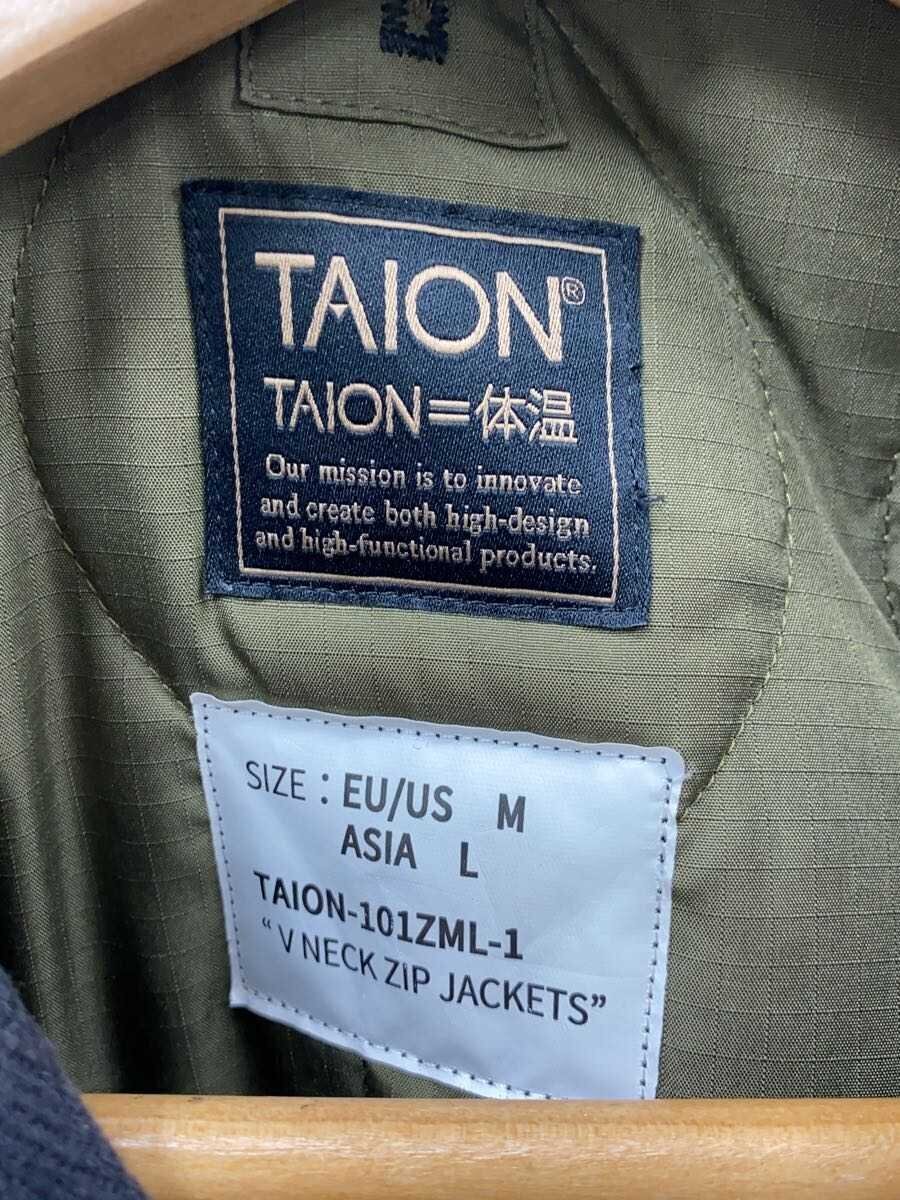 TAION®
TAION=体温
Our mission is to innovate
and create both high-design
and high-functional products.
SIZE : EU/US M
ASIA L
TAION-101ZML-1
“V NECK ZIP JACKETS”